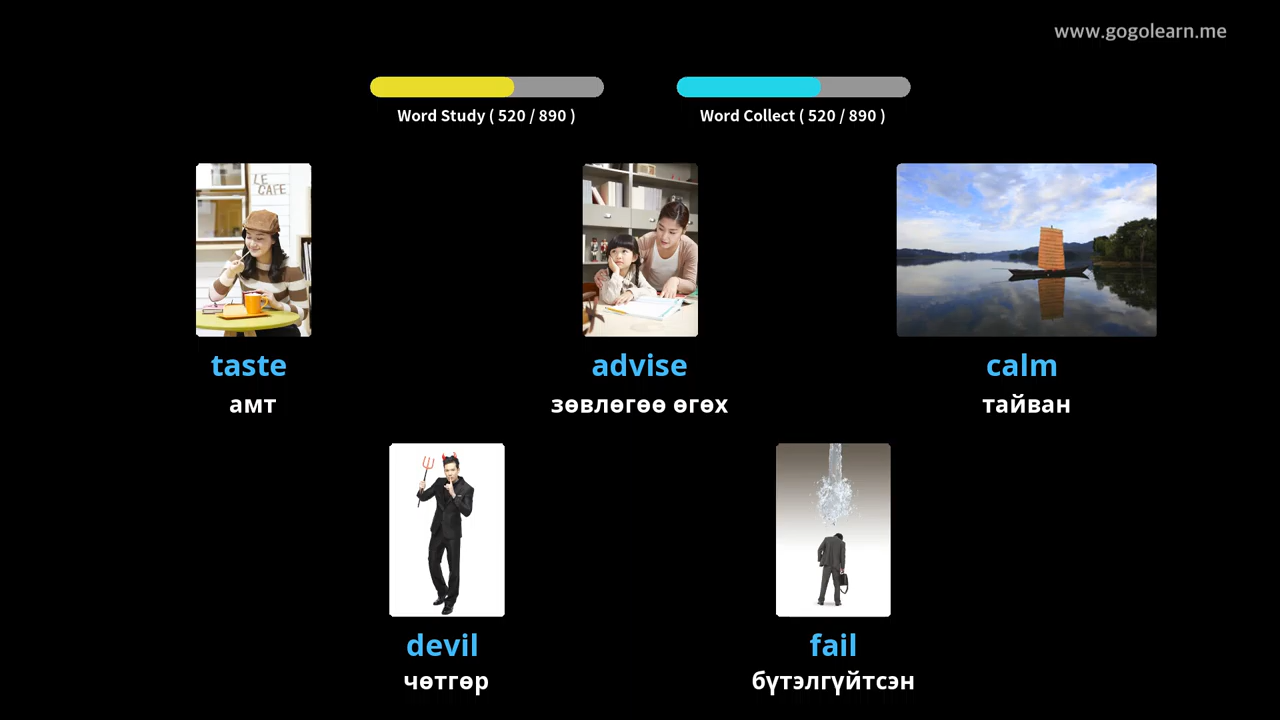 www.gogolearn.me
Word Study ( 520 / 890 )
Word Collect ( 520 / 890 )
LE
CAFE
taste
advise
calm
амт
зөвлөгөө өгөх
тайван
devil
fail
чөтгөр
бүтэлгүйтсэн